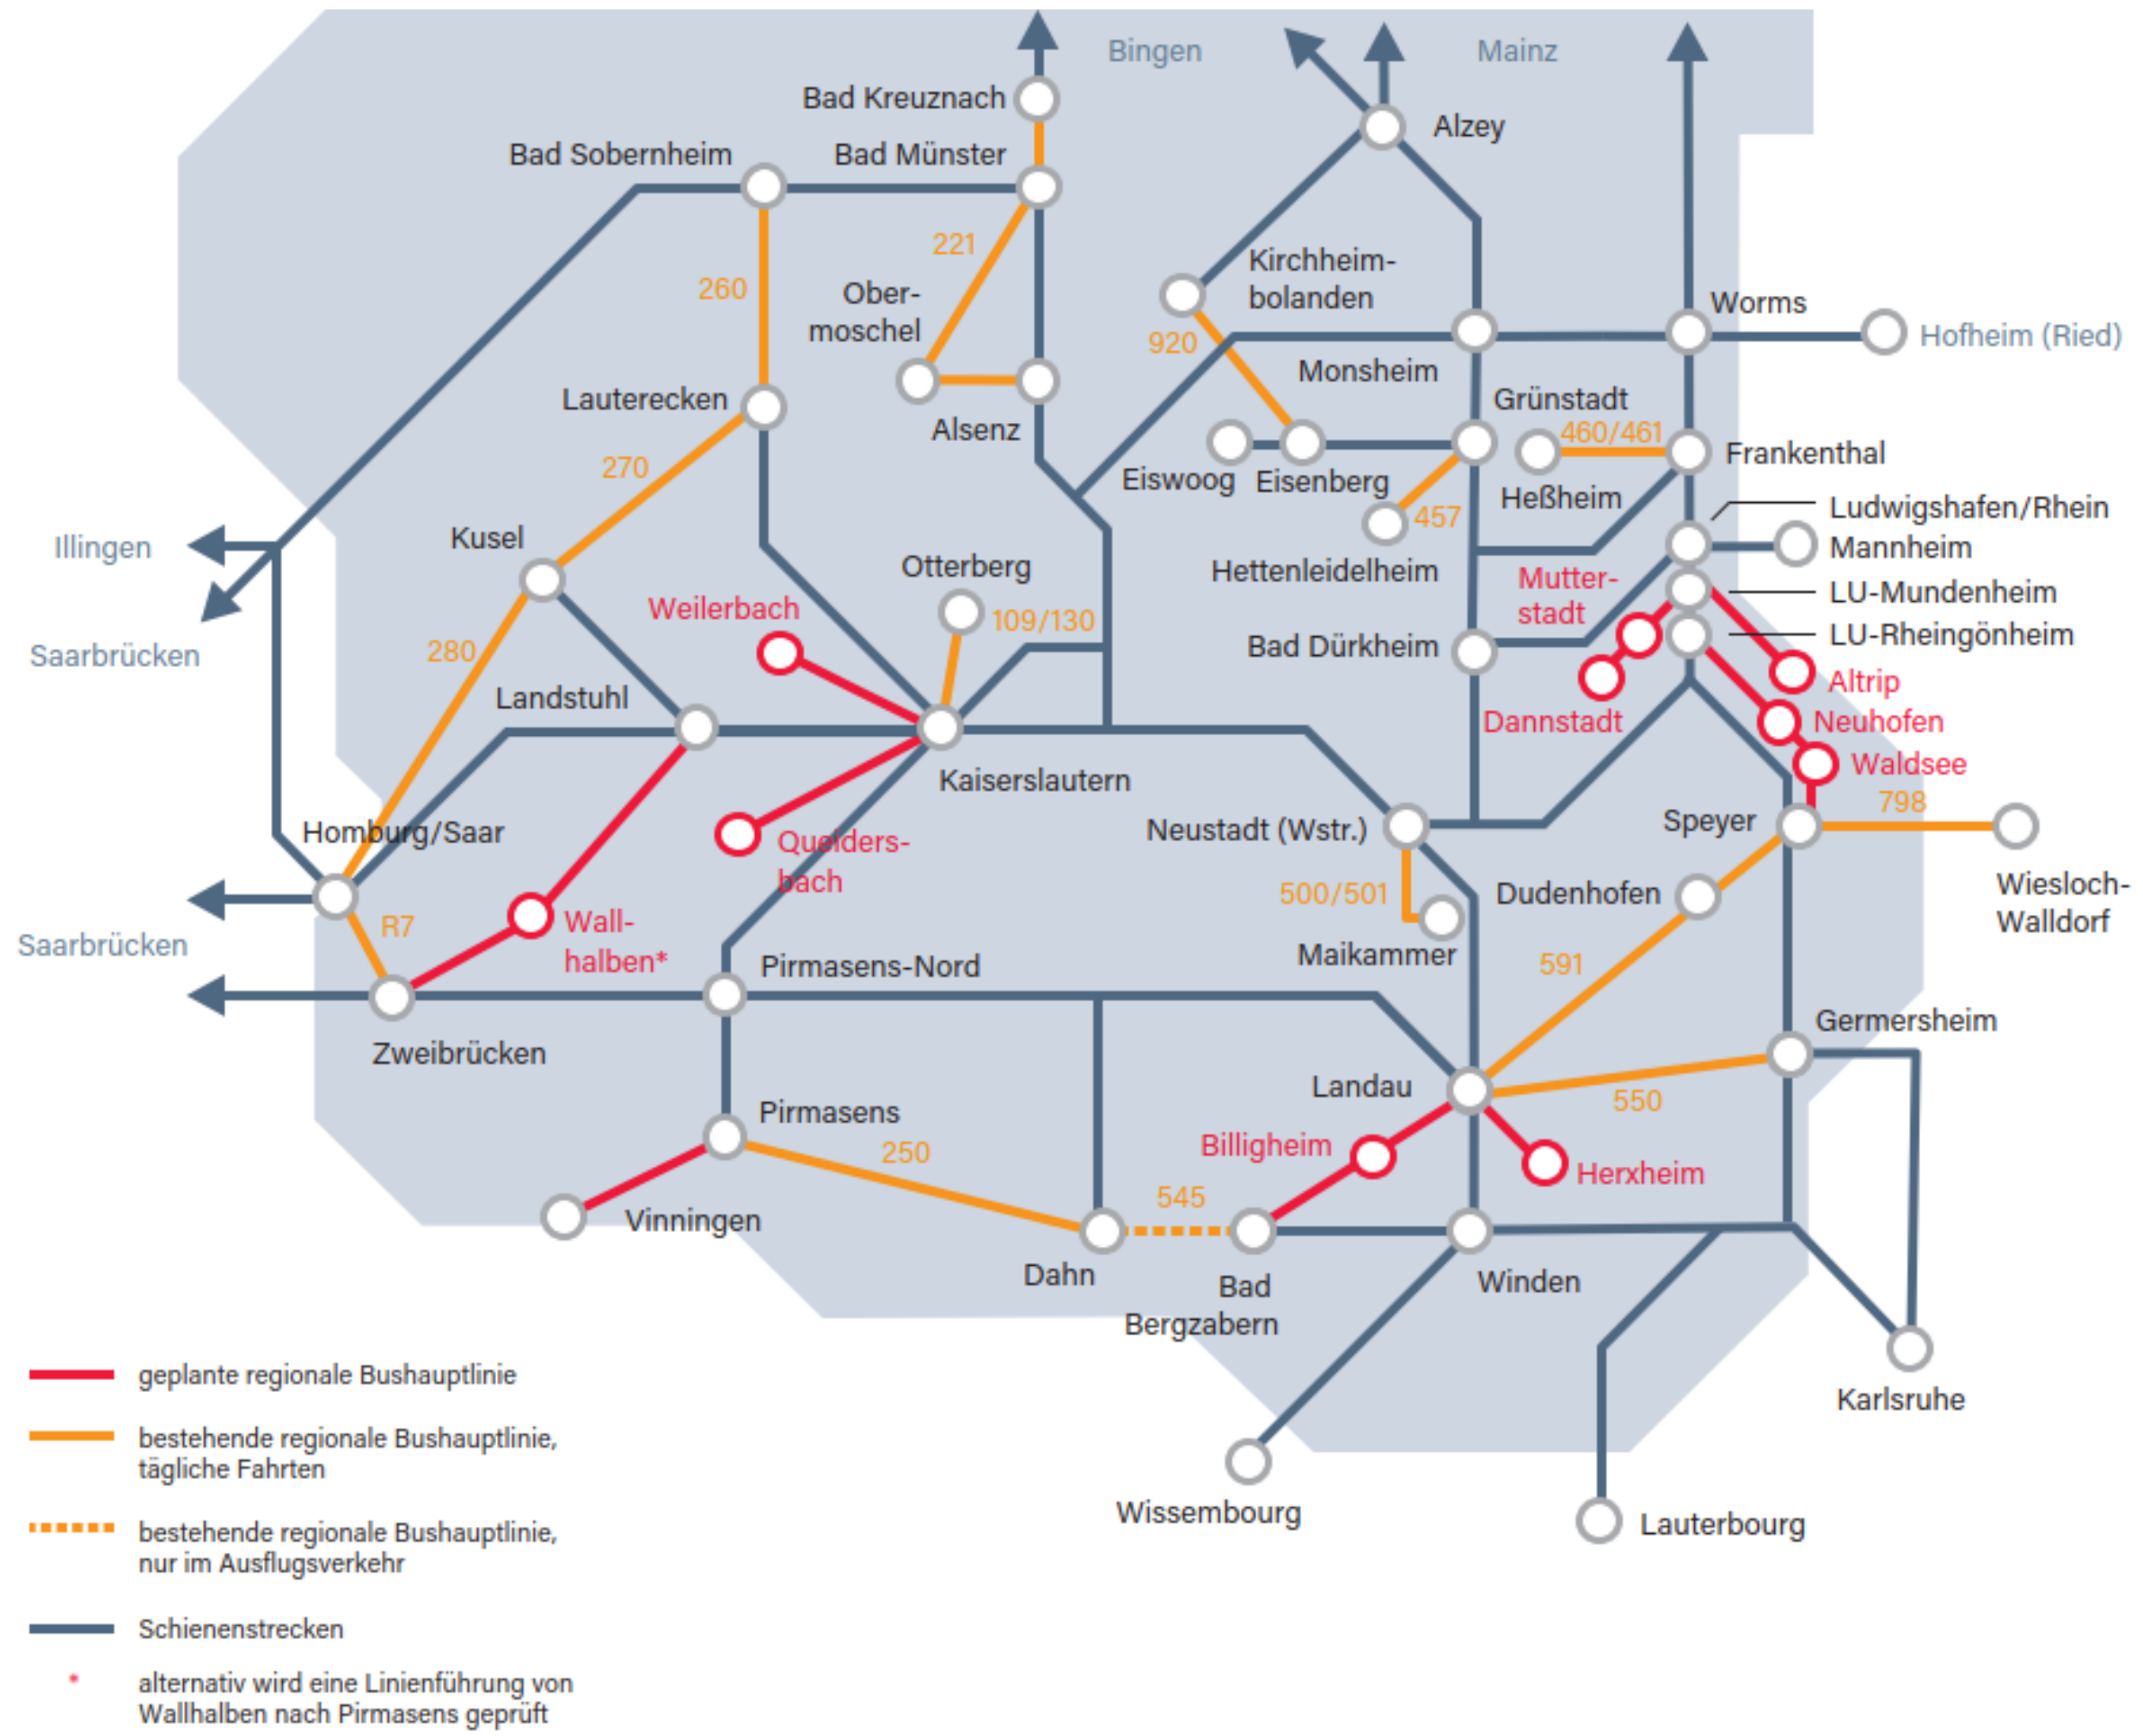 Bingen
Mainz
Bad Kreuznach
Alzey
Bad Sobernheim
Bad Münster
221
Kirchheim-
bolanden
260
Ober-
moschel
Worms
920
Hofheim (Ried)
Monsheim
Lauterecken
Grünstadt
Alsenz
460/461
Frankenthal
270
Eiswoog
Eisenberg
Heßheim
457
Ludwigshafen/Rhein
Kusel
Illingen
Mannheim
Otterberg
Hettenleidelheim
Mutter-
stadt
LU-Mundenheim
Weilerbach
109/130
LU-Rheingönheim
280
Saarbrücken
Bad Dürkheim
Altrip
Landstuhl
Dannstadt
Neuhofen
Waldsee
Kaiserslautern
798
Homburg/Saar
Quelders-
bach
Neustadt (Wstr.)
Speyer
Wiesloch-
Walldorf
500/501
Dudenhofen
R7
Wall-
halben*
Saarbrücken
Maikammer
591
Pirmasens-Nord
Germersheim
Zweibrücken
Landau
550
Pirmasens
250
Billigheim
Herxheim
545
Vinningen
Dahn
Bad
Bergzabern
Winden
Karlsruhe
Wissembourg
Lauterbourg
geplante regionale Bushauptlinie
bestehende regionale Bushauptlinie,
tägliche Fahrten
bestehende regionale Bushauptlinie,
nur im Ausflugsverkehr
Schienenstrecken
* alternativ wird eine Linienführung von
Wallhalben nach Pirmasens geprüft